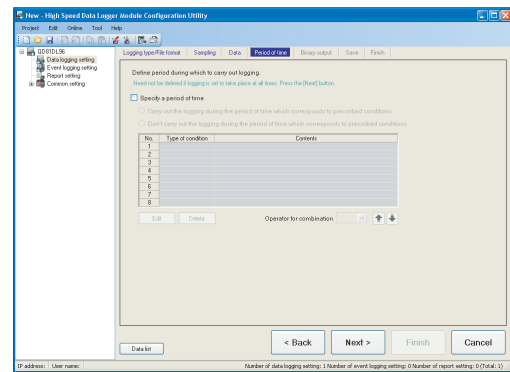 New - High Speed Data Logger Module Configuration Utility
Project Edit Online Tool Help
QD81DL96
Data logging setting
Event logging setting
Report setting
Common setting
Logging type/File format Sampling Data Period of time Binary output Save Finish
Define period during which to carry out logging.
Need not be defined if logging is set to take place at all times. Press the [Next] button.
Specify a period of time
Carry out the logging during the period of time which corresponds to prescribed conditions
Don't carry out the logging during the period of time which corresponds to prescribed conditions
No. Type of condition Contents
1
2
3
4
5
6
7
8
Edit Delete Operator for combination
Data list < Back Next > Finish Cancel
IP address: User name: Number of data logging setting: 1 Number of event logging setting: 0 Number of report setting: 0 (Total: 1)